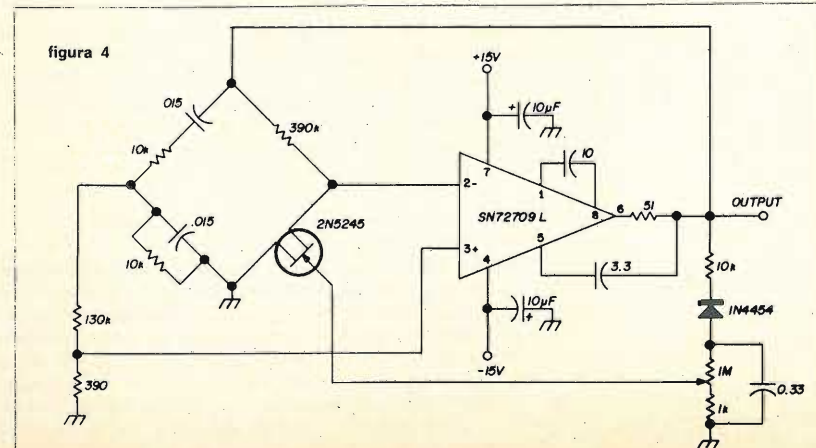 figura 4
+15V
10µF
.015
390k
10k
10
2-
7
1
8
6
51
OUTPUT
SN72709 L
2N5245
.015
3+
5
4
3.3
10k
10k
1N4454
130k
10µF
1M
0.33
390
-15V
1k